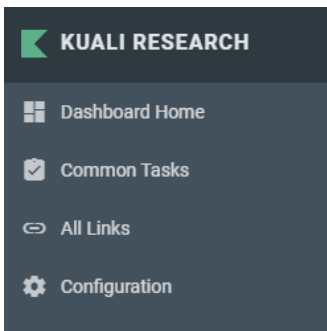 KUALI RESEARCH
Dashboard Home
Common Tasks
All Links
Configuration